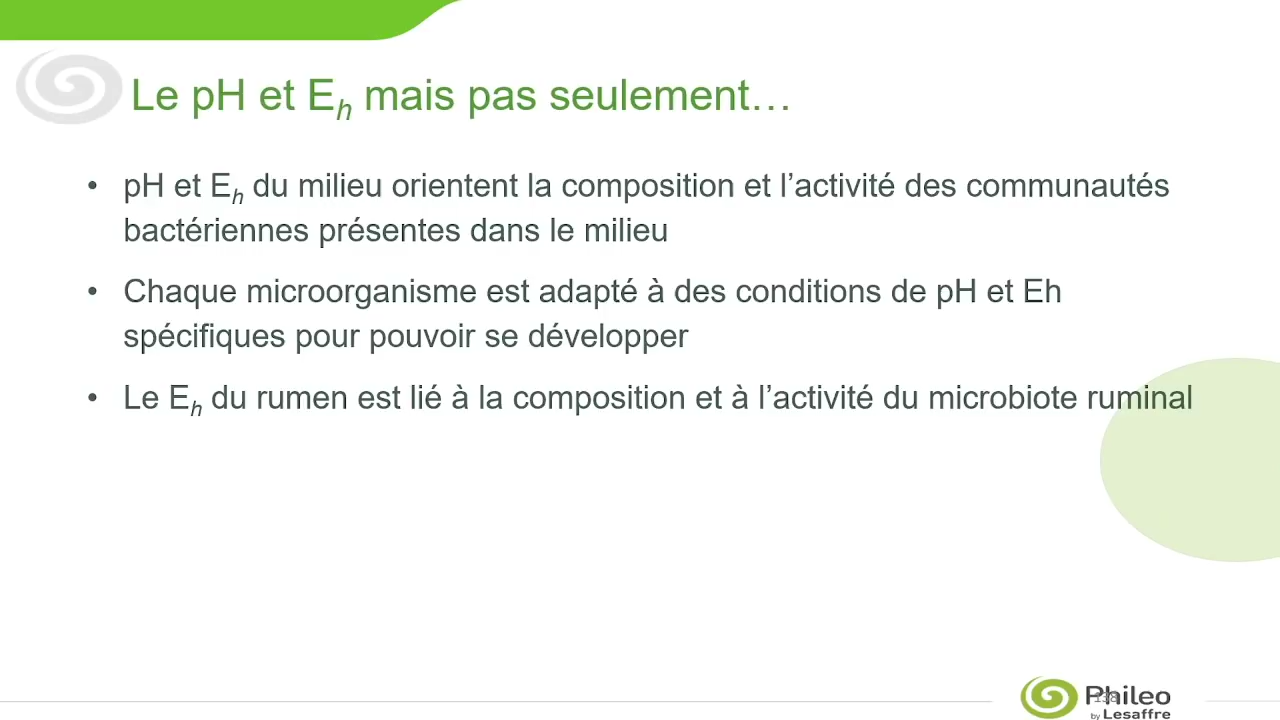 Le pH et Eh mais pas seulement…
• pH et Eh du milieu orientent la composition et l’activité des communautés
bactériennes présentes dans le milieu
• Chaque microorganisme est adapté à des conditions de pH et Eh
spécifiques pour pouvoir se développer
• Le Eh du rumen est lié à la composition et à l’activité du microbiote ruminal
Phileo
by Lesaffre